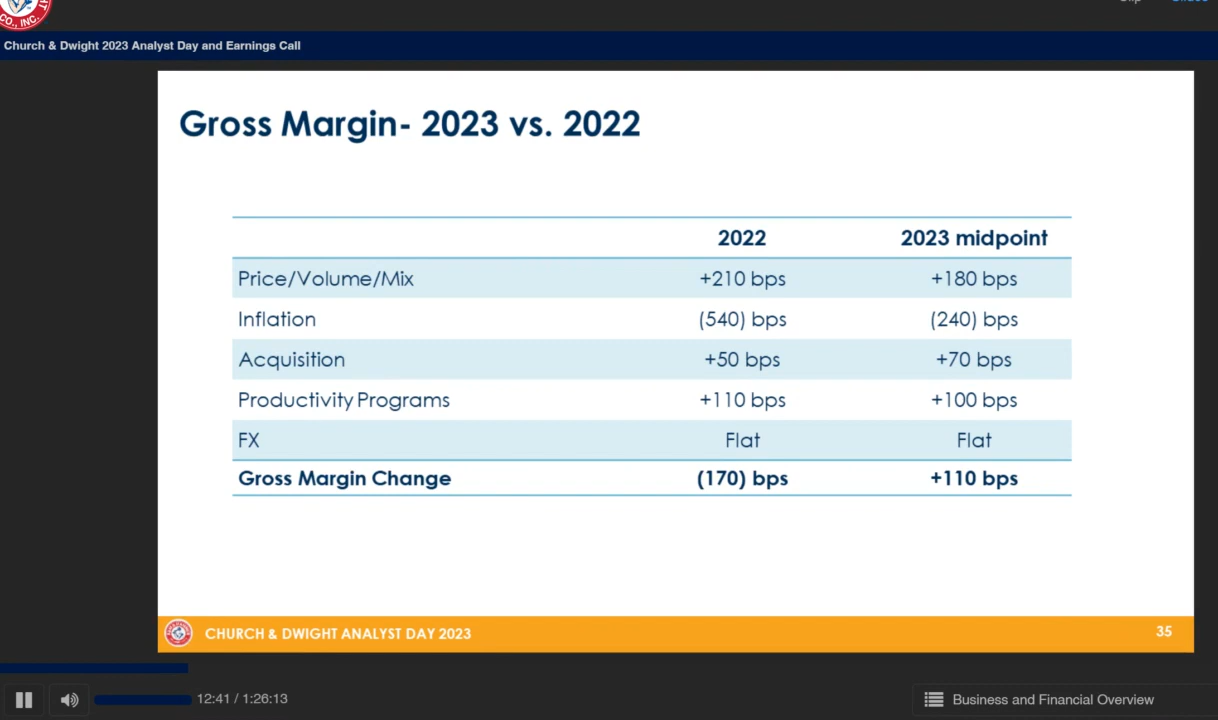 CO., INC.
Church & Dwight 2023 Analyst Day and Earnings Call
Gross Margin- 2023 vs. 2022
2022 2023 midpoint
Price/Volume/Mix +210 bps +180 bps
Inflation (540) bps (240) bps
Acquisition +50 bps +70 bps
Productivity Programs +110 bps +100 bps
FX Flat Flat
Gross Margin Change (170) bps +110 bps
CHURCH & DWIGHT ANALYST DAY 2023 35
12:41 / 1:26:13 Business and Financial Overview